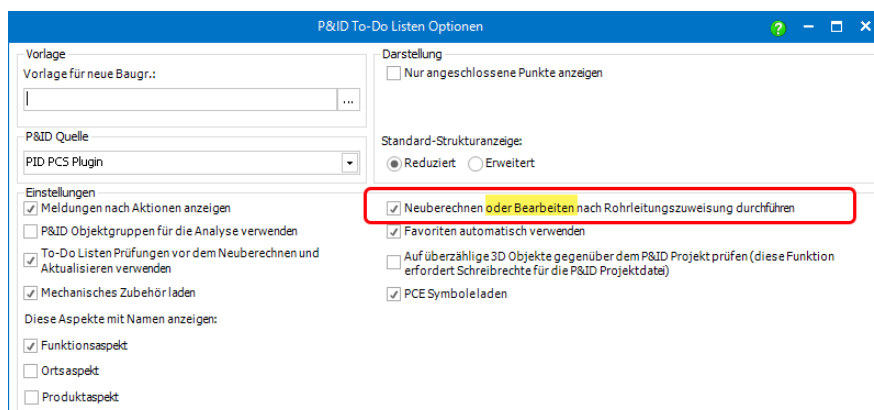 P&ID To-Do Listen Optionen
Vorlage
Vorlage für neue Baugr.:
...
P&ID Quelle
PID PCS Plugin
Darstellung
Nur angeschlossene Punkte anzeigen
Standard-Strukturanzeige:
Reduziert
Erweitert
Einstellungen
Meldungen nach Aktionen anzeigen
P&ID Objektgruppen für die Analyse verwenden
To-Do Listen Prüfungen vor dem Neuberechnen und
Aktualisieren verwenden
Mechanisches Zubehör laden
Diese Aspekte mit Namen anzeigen:
Funktionsaspekt
Ortsaspekt
Produktaspekt
Neuberechnen oder Bearbeiten nach Rohrleitungszuweisung durchführen
Favoriten automatisch verwenden
Auf überzählige 3D Objekte gegenüber dem P&ID Projekt prüfen (diese Funktion
erfordert Schreibrechte für die P&ID Projektdatei)
PCE Symbole laden